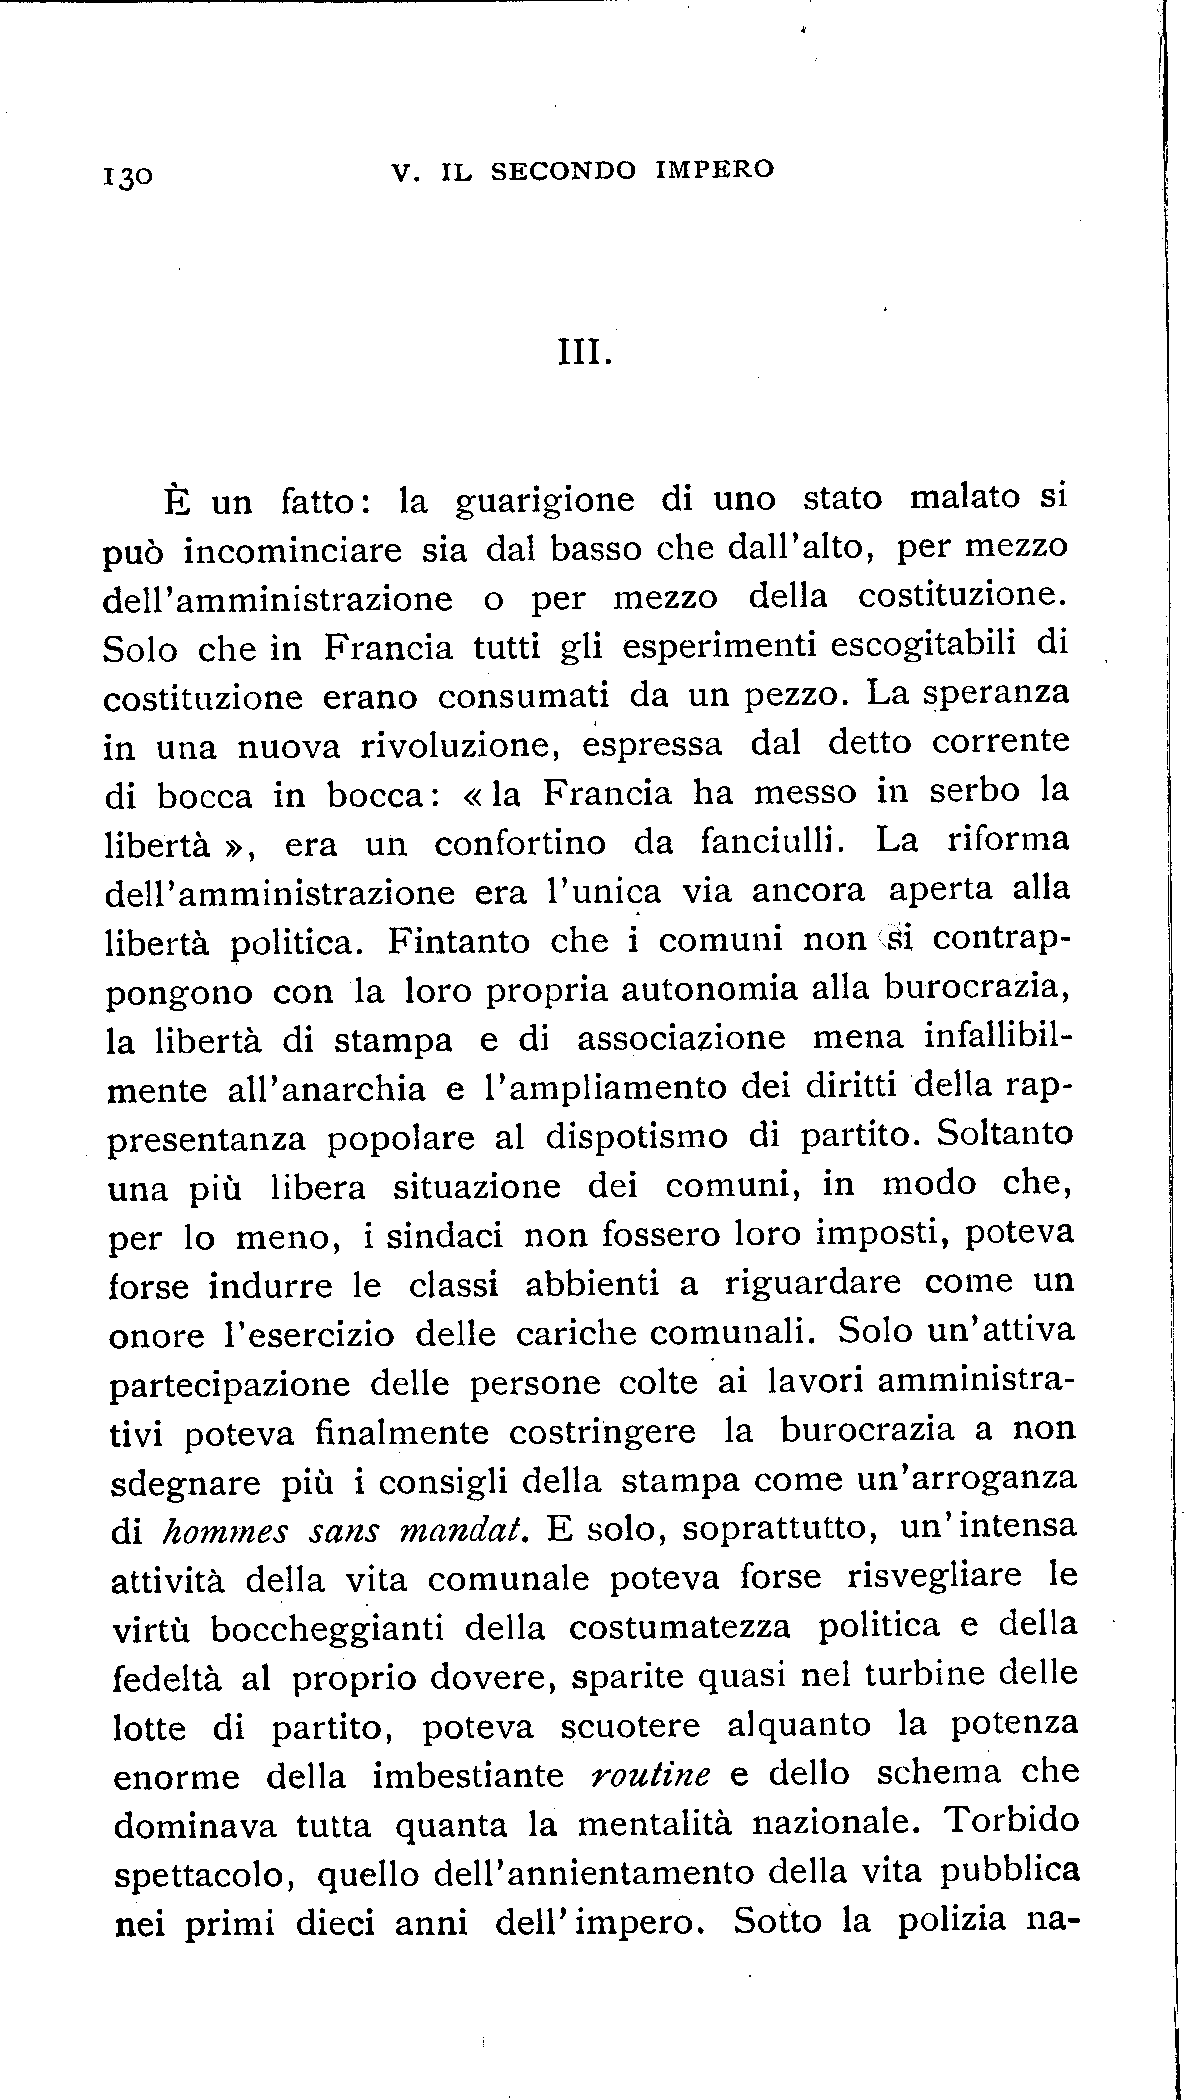 130
V. IL SECONDO IMPERO
III.
È un fatto: la guarigione di uno stato malato si
può incominciare sia dal basso che dall'alto, per mezzo
dell'amministrazione o per mezzo della costituzione.
Solo che in Francia tutti gli esperimenti escogitabili di
costituzione erano consumati da un pezzo. La speranza
in una nuova rivoluzione, espressa dal detto corrente
di bocca in bocca: « la Francia ha messo in serbo la
libertà », era un confortino da fanciulli. La riforma
dell'amministrazione era l'unica via ancora aperta alla
libertà politica. Fintanto che i comuni non si contrap-
pongono con la loro propria autonomia alla burocrazia,
la libertà di stampa e di associazione mena infallibil-
mente all'anarchia e l'ampliamento dei diritti della rap-
presentanza popolare al dispotismo di partito. Soltanto
una più libera situazione dei comuni, in modo che,
per lo meno, i sindaci non fossero loro imposti, poteva
forse indurre le classi abbienti a riguardare come un
onore l'esercizio delle cariche comunali. Solo un'attiva
partecipazione delle persone colte ai lavori amministra-
tivi poteva finalmente costringere la burocrazia a non
sdegnare più i consigli della stampa come un'arroganza
di hommes sans mandat. E solo, soprattutto, un'intensa
attività della vita comunale poteva forse risvegliare le
virtù boccheggianti della costumatezza politica e della
fedeltà al proprio dovere, sparite quasi nel turbine delle
lotte di partito, poteva scuotere alquanto la potenza
enorme della imbestiante routine e dello schema che
dominava tutta quanta la mentalità nazionale. Torbido
spettacolo, quello dell'annientamento della vita pubblica
nei primi dieci anni dell'impero. Sotto la polizia na-